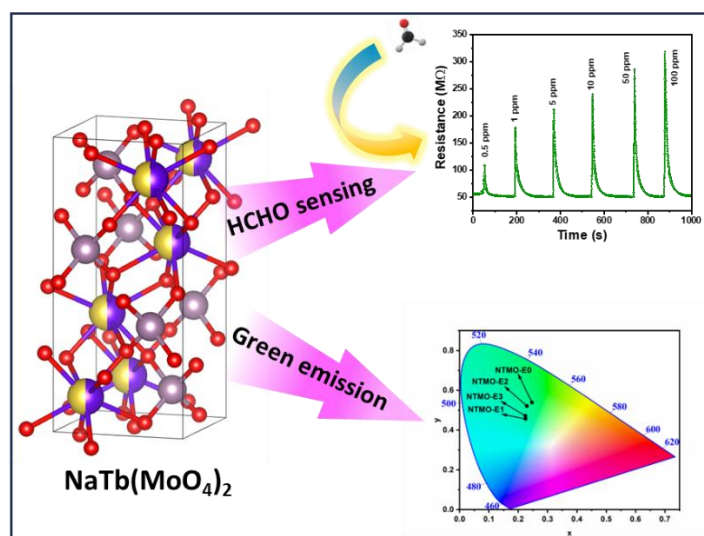 NaTb(MoO₄)₂
HCHO sensing
Green emission
Resistance (MΩ)
350
300
250
200
150
100
50
0.5 ppm
1 ppm
5 ppm
10 ppm
50 ppm
100 ppm
0 200 400 600 800 1000
Time (s)
y
0.8
0.6
0.4
0.2
0.0
520
540
560
580
600
620
500
480
460
NTMO-E0
NTMO-E2
NTMO-E3
NTMO-E1
0.0 0.1 0.2 0.3 0.4 0.5 0.6 0.7
x